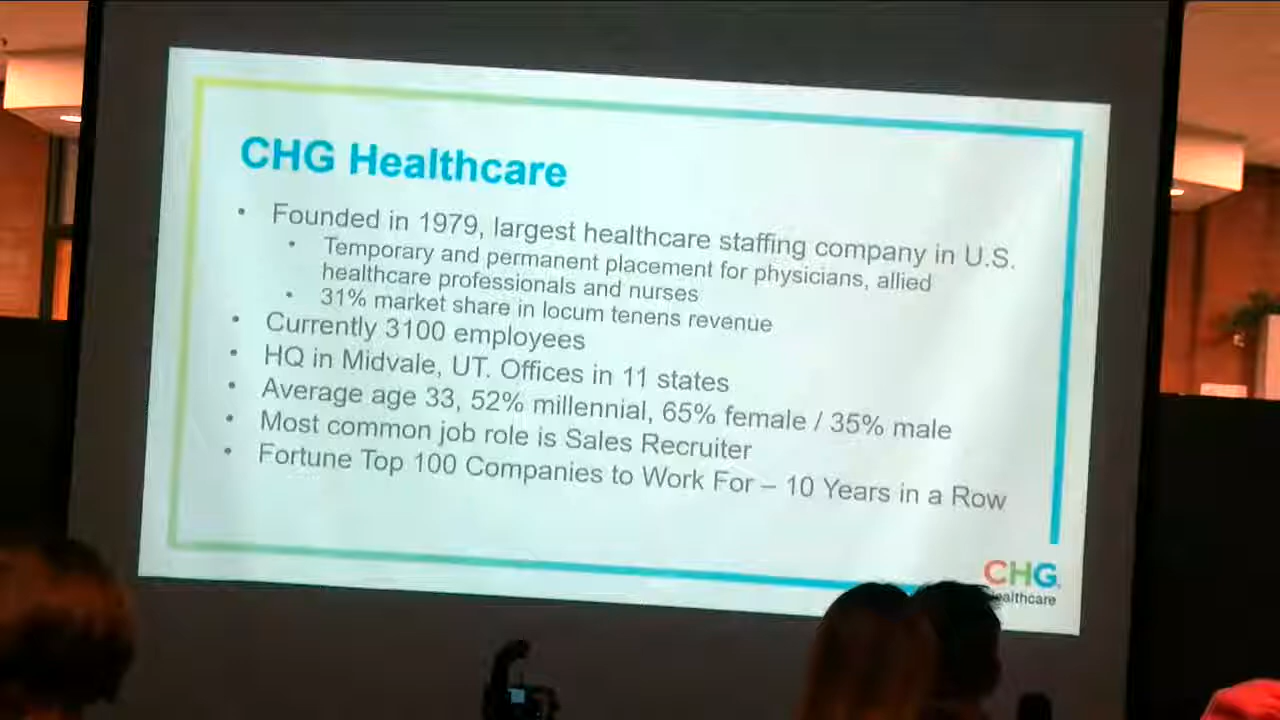 CHG Healthcare
• Founded in 1979, largest healthcare staffing company in U.S.
• Temporary and permanent placement for physicians, allied
healthcare professionals and nurses
• 31% market share in locum tenens revenue
• Currently 3100 employees
• HQ in Midvale, UT. Offices in 11 states
• Average age 33, 52% millennial, 65% female / 35% male
• Most common job role is Sales Recruiter
• Fortune Top 100 Companies to Work For – 10 Years in a Row
CHG
ealthcare